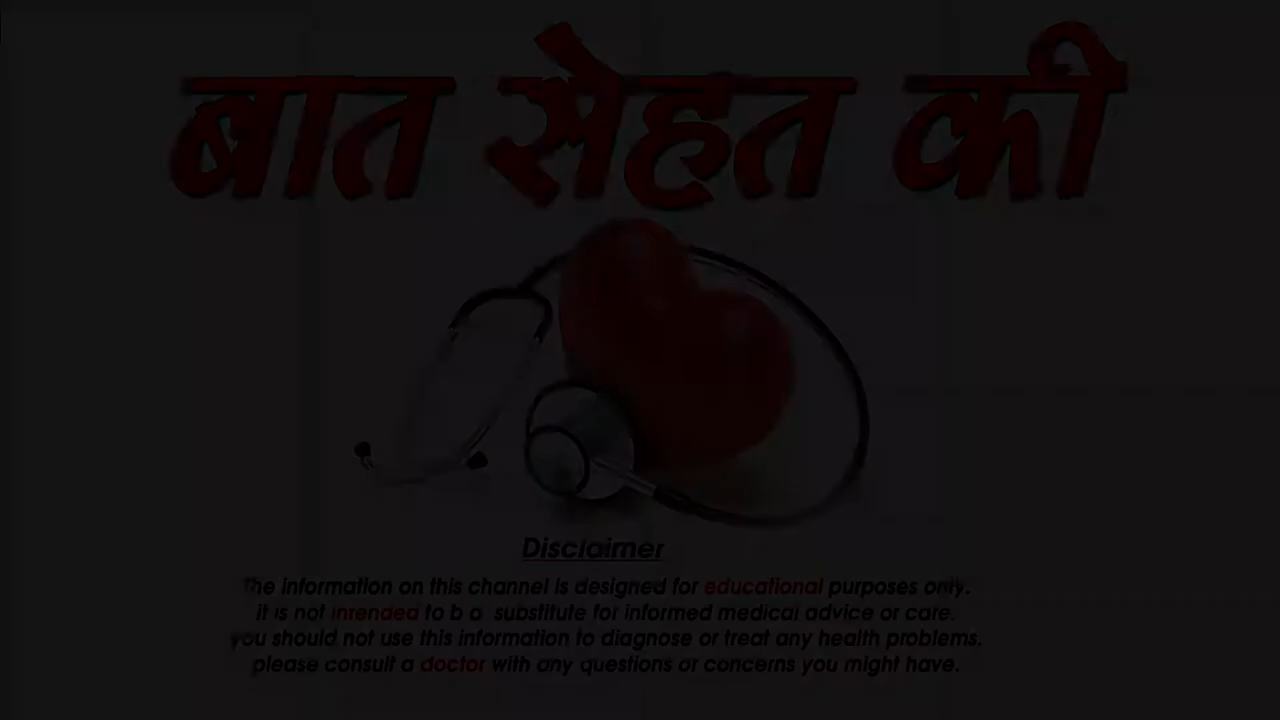 बात सेहत की
Disclaimer
The information on this channel is designed for educational purposes only.
it is not inrended to b a substitute for informed medical advice or care.
you should not use this information to diagnose or treat any health problems.
please consult a doctor with any questions or concerns you might have.